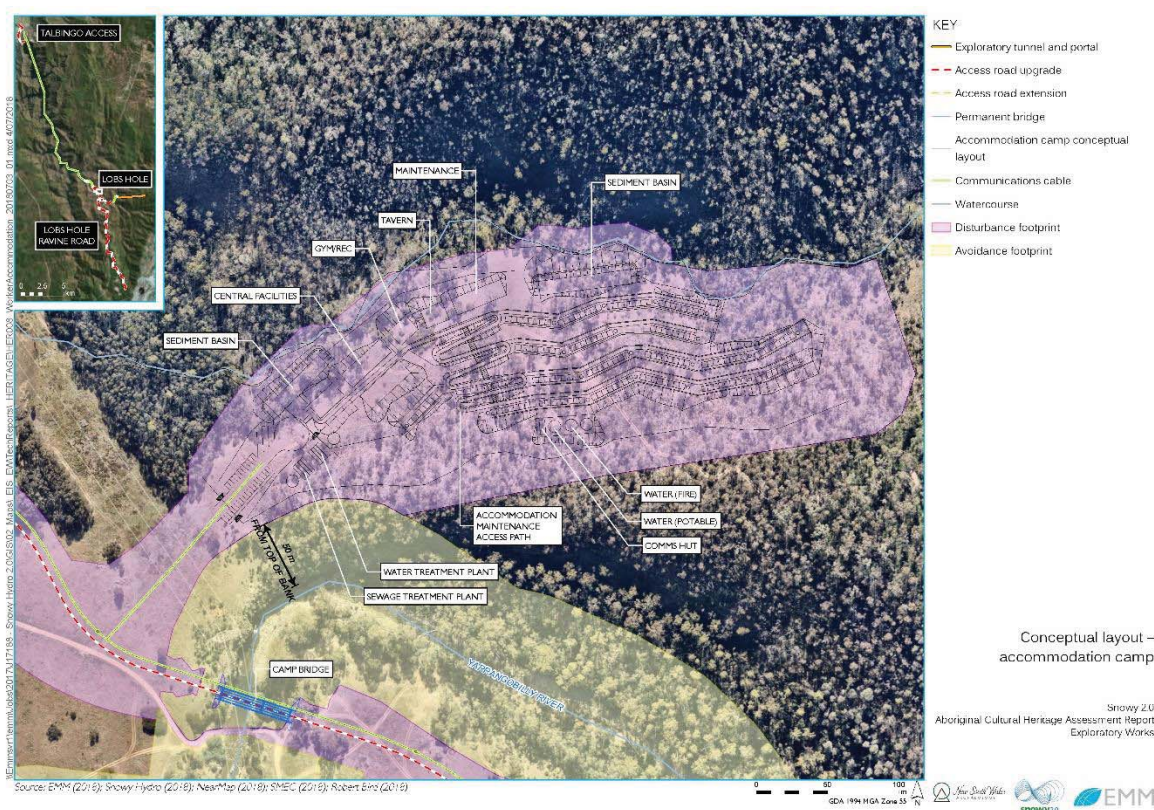 TALBINGO ACCESS
LOBS HOLE
LOBS HOLE
RAVINE ROAD
0 2.5 5
km
MAINTENANCE
SEDIMENT BASIN
TAVERN
GYM/REC
CENTRAL FACILITIES
SEDIMENT BASIN
WATER (FIRE)
WATER (POTABLE)
COMMS HUT
ACCOMMODATION
MAINTENANCE
ACCESS PATH
50 m
FROM TOP OF BANK
WATER TREATMENT PLANT
SEWAGE TREATMENT PLANT
CAMP BRIDGE
YARRANGOBILLY RIVER
KEY
Exploratory tunnel and portal
Access road upgrade
Access road extension
Permanent bridge
Accommodation camp conceptual
layout
Communications cable
Watercourse
Disturbance footprint
Avoidance footprint
Conceptual layout –
accommodation camp
Snowy 2.0
Aboriginal Cultural Heritage Assessment Report
Exploratory Works
Source: EMM (2018); Snowy Hydro (2018); NearMap (2018); SMEC (2018); Robert Bird (2018)
0 50 100
m
GDA 1994 MGA Zone 55
N
EMM